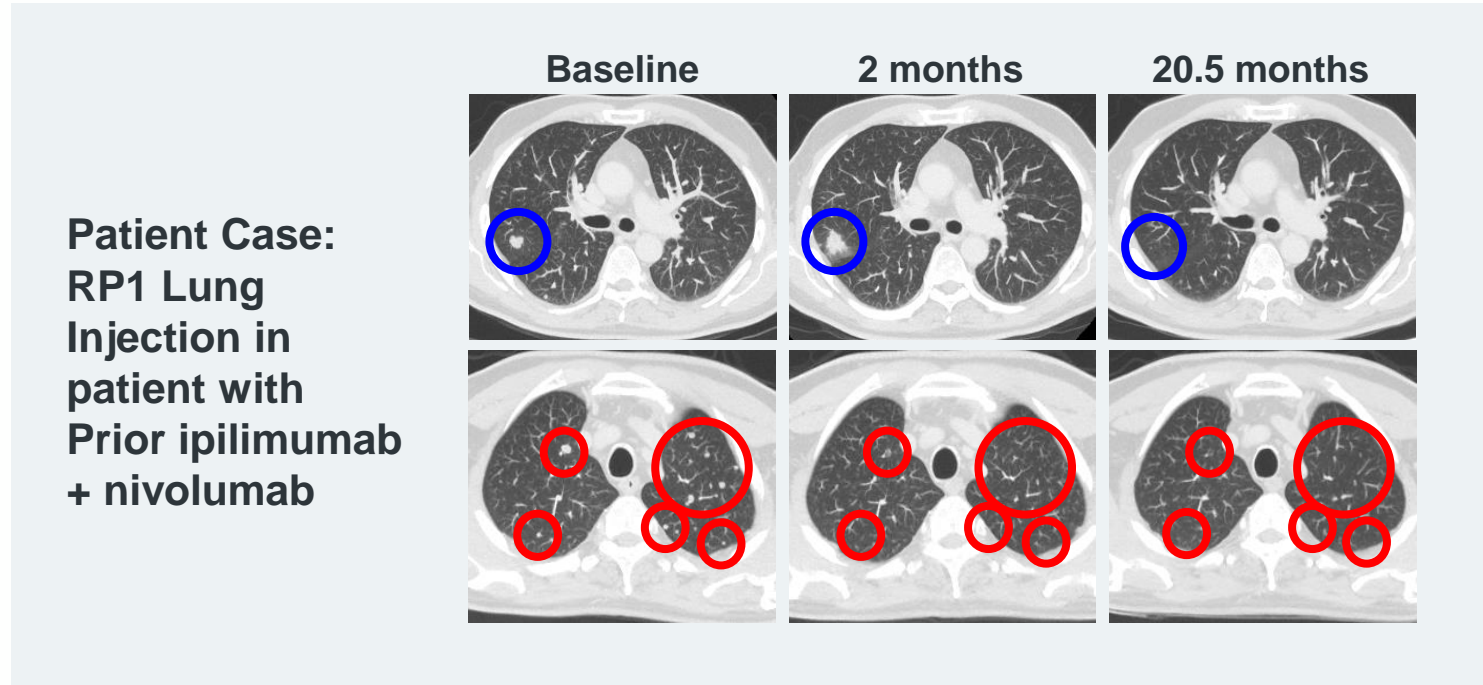 Baseline
2 months
20.5 months
Patient Case:
RP1 Lung
Injection in
patient with
Prior ipilimumab
+ nivolumab